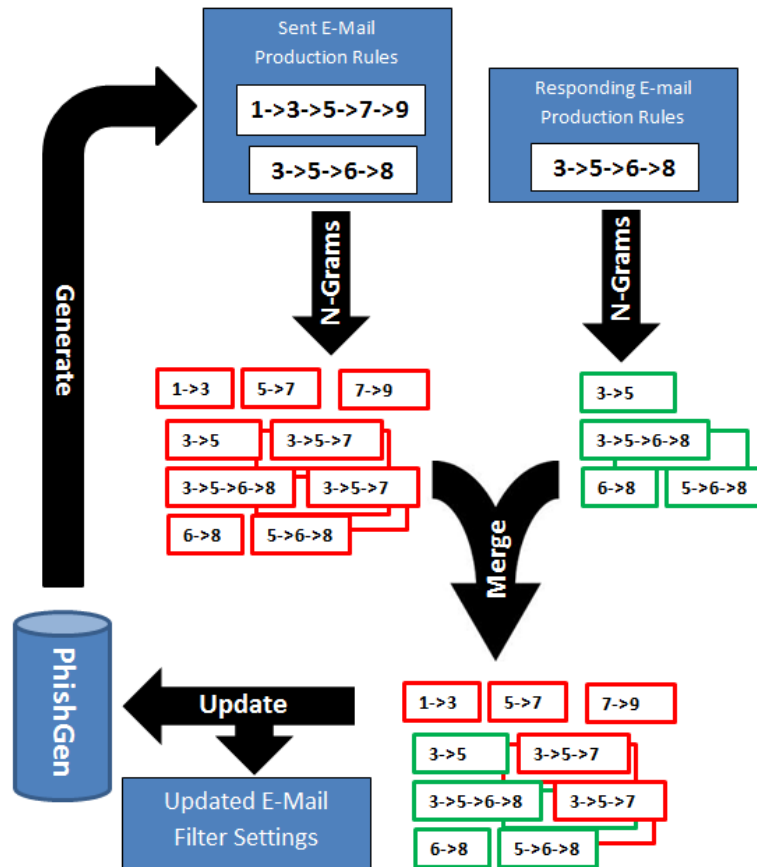 Sent E-Mail
Production Rules
1->3->5->7->9
3->5->6->8
Responding E-mail
Production Rules
3->5->6->8
Generate
N-Grams
N-Grams
1->3
5->7
7->9
3->5
3->5->7
3->5->6->8
3->5->7
6->8
5->6->8
3->5
3->5->6->8
6->8
5->6->8
Merge
PhishGen
Update
Updated E-Mail
Filter Settings
1->3
5->7
7->9
3->5
3->5->7
3->5->6->8
3->5->7
6->8
5->6->8